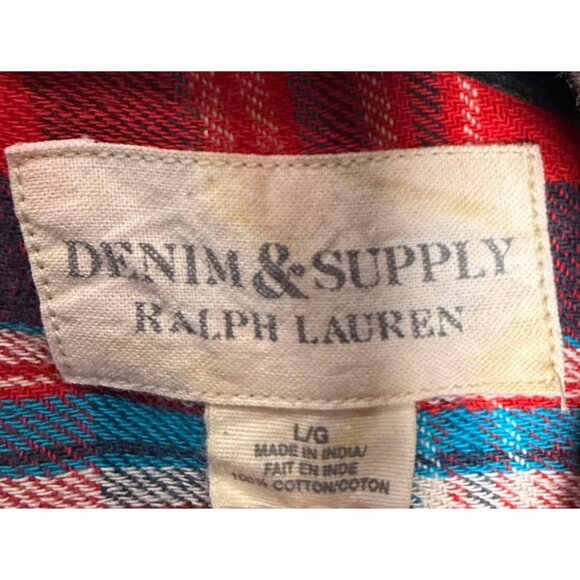 DENIM & SUPPLY
RALPH LAUREN
L/G
MADE IN INDIA/
FAIT EN INDE
100% COTTON/COTON